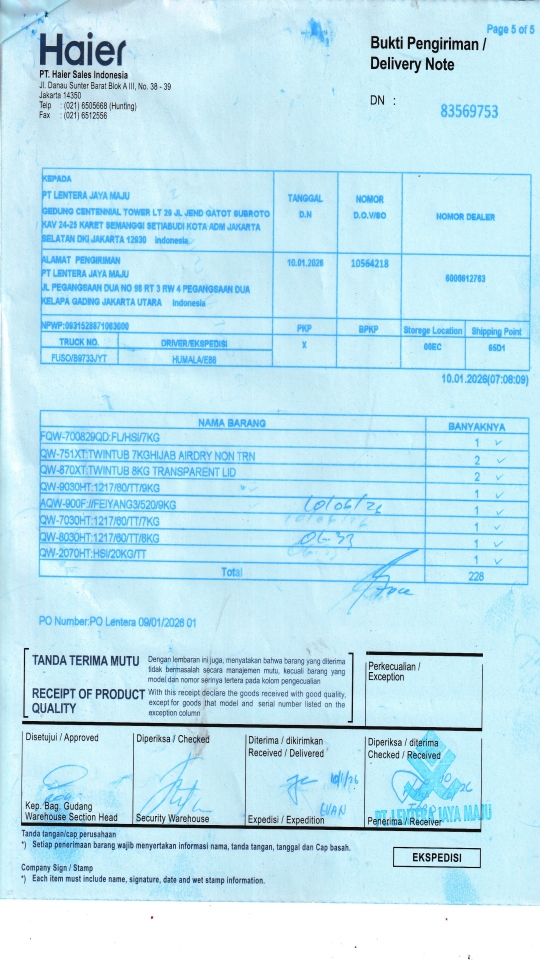 Page 5 of 5
Haier
Bukti Pengiriman /
Delivery Note
PT. Haier Sales Indonesia
Jl. Danau Sunter Barat Blok A III, No. 38 - 39
Jakarta 14350
Telp : (021) 6505668 (Hunting)
Fax : (021) 6512556
DN :
83569753
KEPADA
PT LENTERA JAYA MAJU
GEDUNG CENTENNIAL TOWER LT 29 JL JEND GATOT SUBROTO
KAV 24-25 KARET SEMANGGI SETIABUDI KOTA ADM JAKARTA
SELATAN DKI JAKARTA 12930 Indonesia
TANGGAL
D.N
NOMOR
D.O.V/SO
NOMOR DEALER
ALAMAT PENGIRIMAN
PT LENTERA JAYA MAJU
JL PEGANGSAAN DUA NO 98 RT 3 RW 4 PEGANGSAAN DUA
KELAPA GADING JAKARTA UTARA Indonesia
10.01.2026
10564218
6000612763
NPWP:0931528871063000
PKP
BPKP
Storage Location
Shipping Point
TRUCK NO.
DRIVER/EKSPEDISI
X
00EC
65D1
FUSO/B9733JYT
HUMALA/E88
10.01.2026(07:08:09)
NAMA BARANG
BANYAKNYA
FQW-700829QD:FL/HSI/7KG 1
QW-751XT:TWINTUB 7KGHIJAB AIRDRY NON TRN 2
QW-870XT:TWINTUB 8KG TRANSPARENT LID 2
QW-9030HT:1217/60/TT/9KG 1
AQW-900F://FEIYANG3/520/9KG 1
QW-7030HT:1217/60/TT/7KG 1
QW-8030HT:1217/60/TT/8KG 1
QW-2070HT:HSI/20KG/TT 1
Total 228
PO Number:PO Lentera 09/01/2026 01
TANDA TERIMA MUTU
Dengan lembaran ini juga, menyatakan bahwa barang yang diterima
tidak bermasalah secara manajemen mutu, kecuali barang yang
model dan nomor serinya tertera pada kolom pengecualian
RECEIPT OF PRODUCT
QUALITY
With this receipt declare the goods received with good quality,
except for goods that model and serial number listed on the
exception column
Perkecualian /
Exception
Disetujui / Approved
Diperiksa / Checked
Diterima / dikirimkan
Received / Delivered
Diperiksa / diterima
Checked / Received
10/1/26
EVAN
PT LENTERA JAYA MAJU
Kep. Bag. Gudang
Warehouse Section Head
Security Warehouse
Expedisi / Expedition
Penerima / Receiver
Tanda tangan/cap perusahaan
*) Setiap penerimaan barang wajib menyertakan informasi nama, tanda tangan, tanggal dan Cap basah.
EKSPEDISI
Company Sign / Stamp
*) Each item must include name, signature, date and wet stamp information.